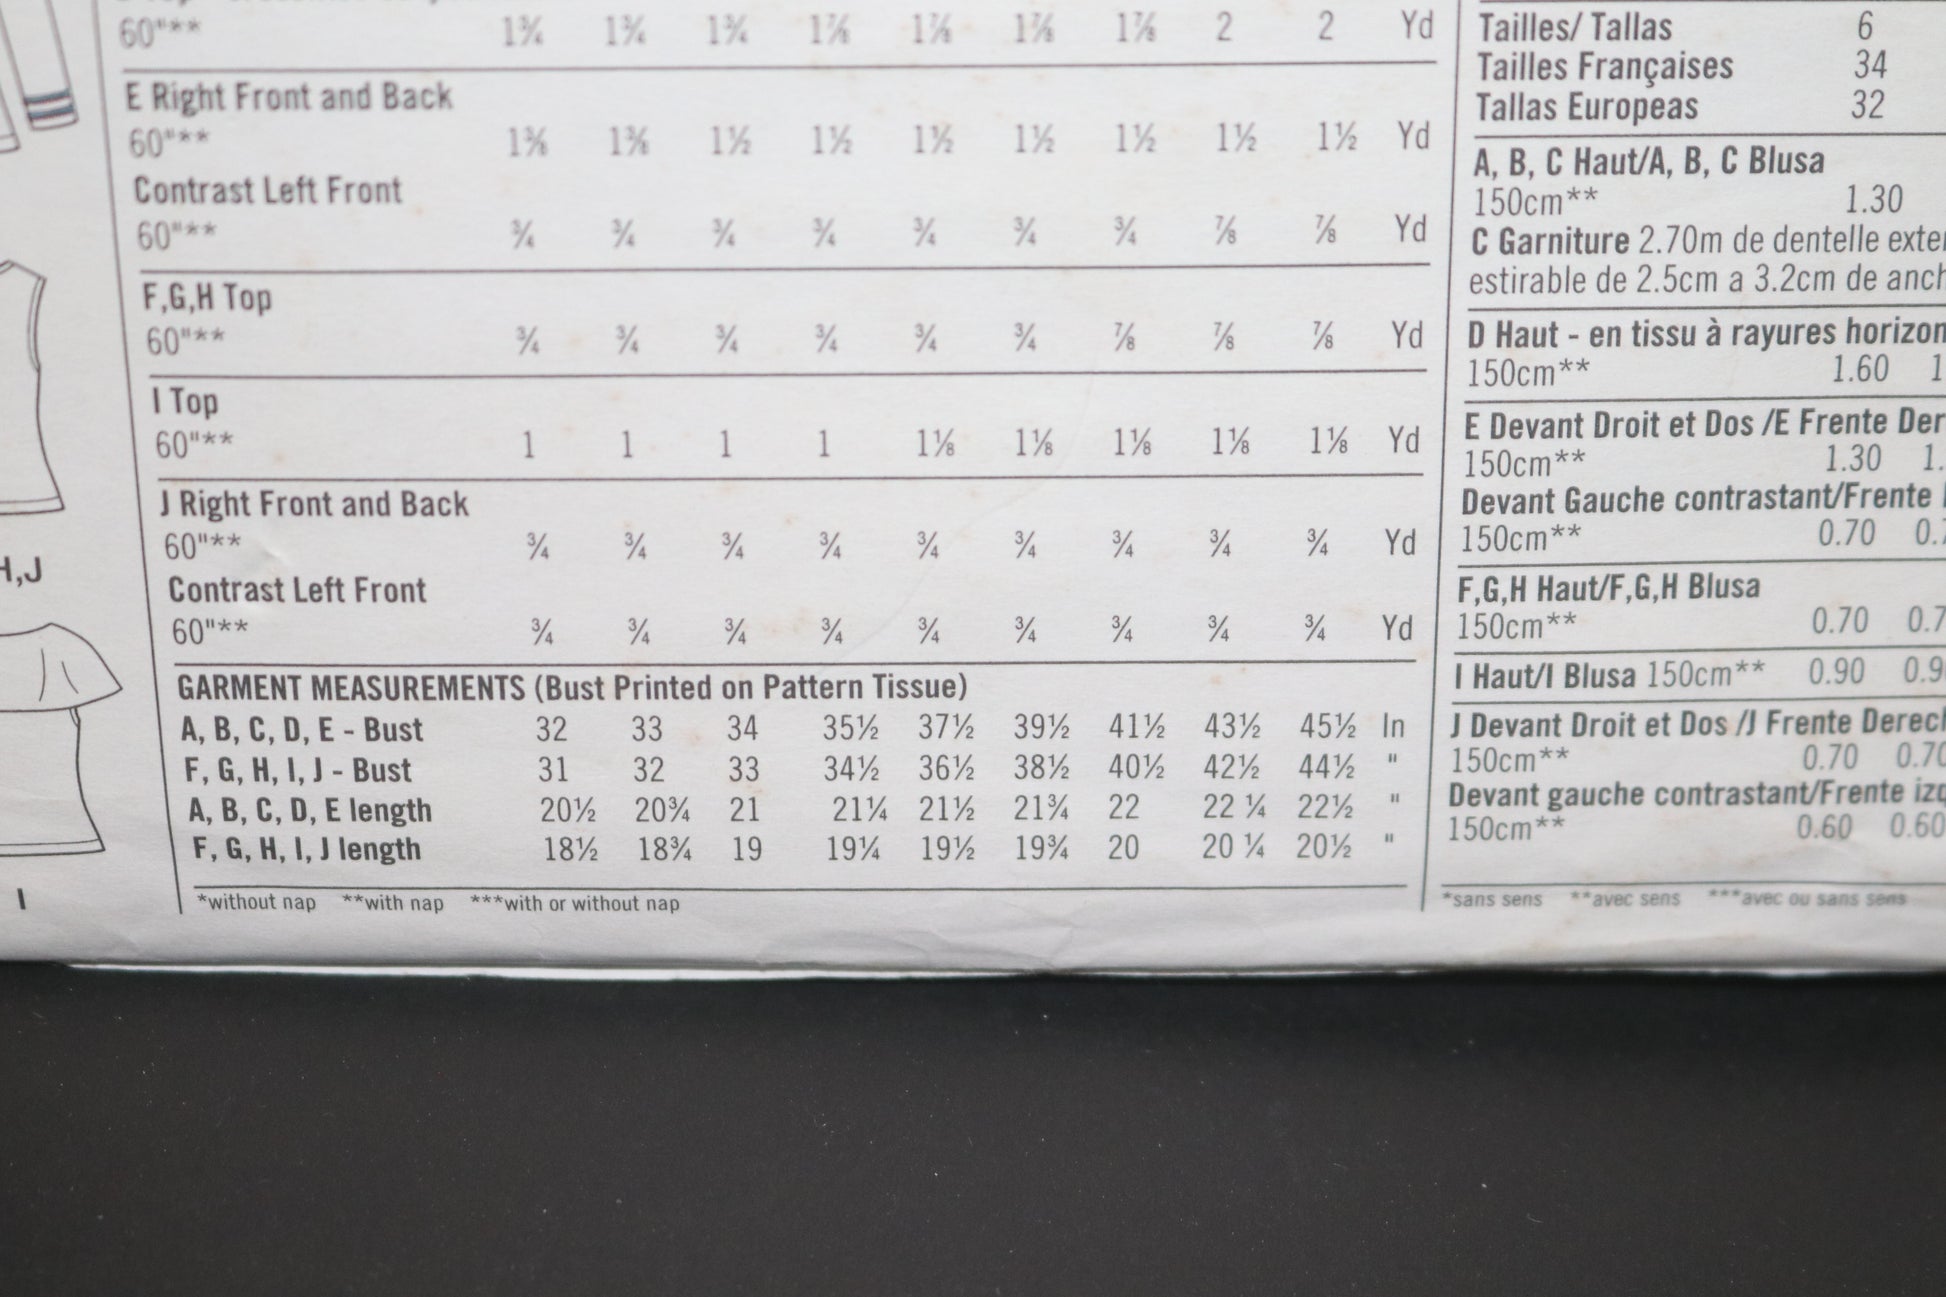 60"** 1¾ 1¾ 1¾ 1⅞ 1⅞ 1⅞ 1⅞ 2 2 Yd
E Right Front and Back
60"** 1⅜ 1⅜ 1½ 1½ 1½ 1½ 1½ 1½ 1½ Yd
Contrast Left Front
60"** ¾ ¾ ¾ ¾ ¾ ¾ ¾ ⅞ ⅞ Yd
F,G,H Top
60"** ¾ ¾ ¾ ¾ ¾ ¾ ⅞ ⅞ ⅞ Yd
I Top
60"** 1 1 1 1 1⅛ 1⅛ 1⅛ 1⅛ 1⅛ Yd
J Right Front and Back
60"** ¾ ¾ ¾ ¾ ¾ ¾ ¾ ¾ ¾ Yd
Contrast Left Front
60"** ¾ ¾ ¾ ¾ ¾ ¾ ¾ ¾ ¾ Yd
GARMENT MEASUREMENTS (Bust Printed on Pattern Tissue)
A, B, C, D, E - Bust 32 33 34 35½ 37½ 39½ 41½ 43½ 45½ In
F, G, H, I, J - Bust 31 32 33 34½ 36½ 38½ 40½ 42½ 44½ "
A, B, C, D, E length 20½ 20¾ 21 21¼ 21½ 21¾ 22 22 ¼ 22½ "
F, G, H, I, J length 18½ 18¾ 19 19¼ 19½ 19¾ 20 20 ¼ 20½ "
*without nap **with nap ***with or without nap
H,J
I
Tailles/ Tallas 6
Tailles Françaises 34
Tallas Europeas 32
A, B, C Haut/A, B, C Blusa
150cm** 1.30
C Garniture 2.70m de dentelle exte
estirable de 2.5cm a 3.2cm de anch
D Haut - en tissu à rayures horizon
150cm** 1.60 1
E Devant Droit et Dos /E Frente Der
150cm** 1.30 1.
Devant Gauche contrastant/Frente
150cm** 0.70 0.
F,G,H Haut/F,G,H Blusa
150cm** 0.70 0.7
I Haut/I Blusa 150cm** 0.90 0.9
J Devant Droit et Dos /J Frente Derech
150cm** 0.70 0.70
Devant gauche contrastant/Frente izq
150cm** 0.60 0.60
*sans sens **avec sens ***avec ou sans sens